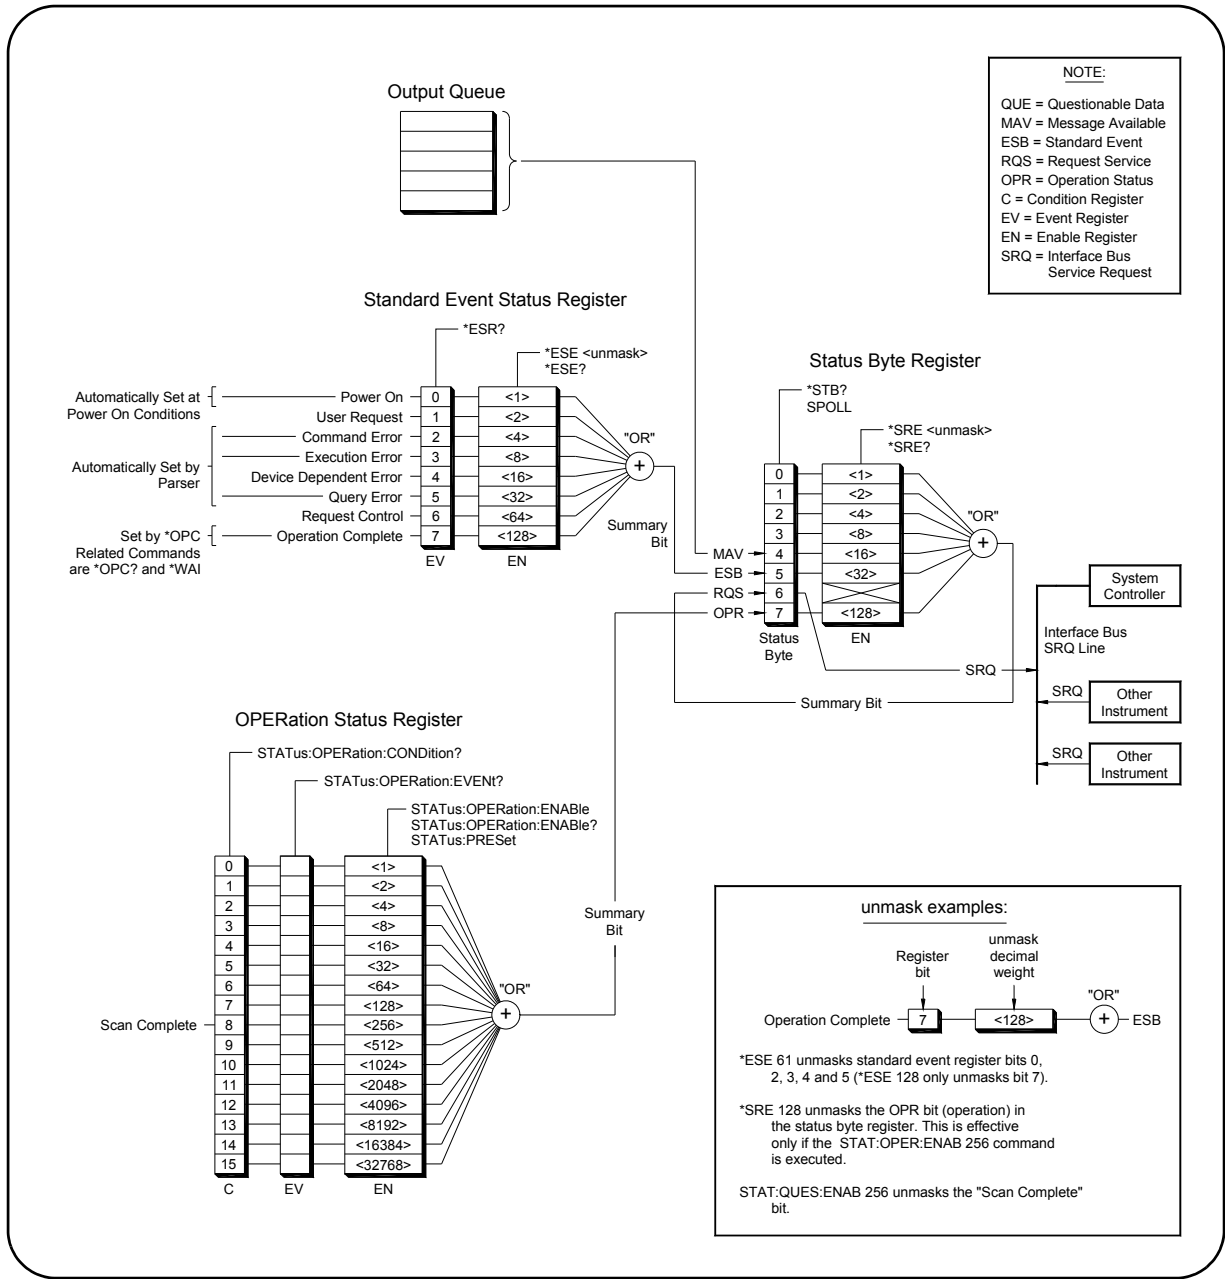 Output Queue
NOTE:
QUE = Questionable Data
MAV = Message Available
ESB = Standard Event
RQS = Request Service
OPR = Operation Status
C = Condition Register
EV = Event Register
EN = Enable Register
SRQ = Interface Bus
Service Request
Standard Event Status Register
*ESR?
*ESE <unmask>
*ESE?
Automatically Set at
Power On Conditions
Automatically Set by
Parser
Set by *OPC
Related Commands
are *OPC? and *WAI
Power On 0 <1>
User Request 1 <2>
Command Error 2 <4>
Execution Error 3 <8>
Device Dependent Error 4 <16>
Query Error 5 <32>
Request Control 6 <64>
Operation Complete 7 <128>
EV EN
"OR"
+
Summary
Bit
Status Byte Register
*STB?
SPOLL
*SRE <unmask>
*SRE?
0 <1>
1 <2>
2 <4>
3 <8>
MAV 4 <16>
ESB 5 <32>
RQS 6
OPR 7 <128>
Status
Byte
EN
"OR"
+
SRQ
Summary Bit
System
Controller
Interface Bus
SRQ Line
SRQ
Other
Instrument
SRQ
Other
Instrument
OPERation Status Register
STATus:OPERation:CONDition?
STATus:OPERation:EVENt?
STATus:OPERation:ENABle
STATus:OPERation:ENABle?
STATus:PRESet
0 <1>
1 <2>
2 <4>
3 <8>
4 <16>
5 <32>
6 <64>
7 <128>
Scan Complete 8 <256>
9 <512>
10 <1024>
11 <2048>
12 <4096>
13 <8192>
14 <16384>
15 <32768>
C EV EN
"OR"
+
Summary
Bit
unmask examples:
Register
bit
unmask
decimal
weight
"OR"
Operation Complete 7 <128> + ESB
*ESE 61 unmasks standard event register bits 0,
2, 3, 4 and 5 (*ESE 128 only unmasks bit 7).
*SRE 128 unmasks the OPR bit (operation) in
the status byte register. This is effective
only if the STAT:OPER:ENAB 256 command
is executed.
STAT:QUES:ENAB 256 unmasks the "Scan Complete"
bit.